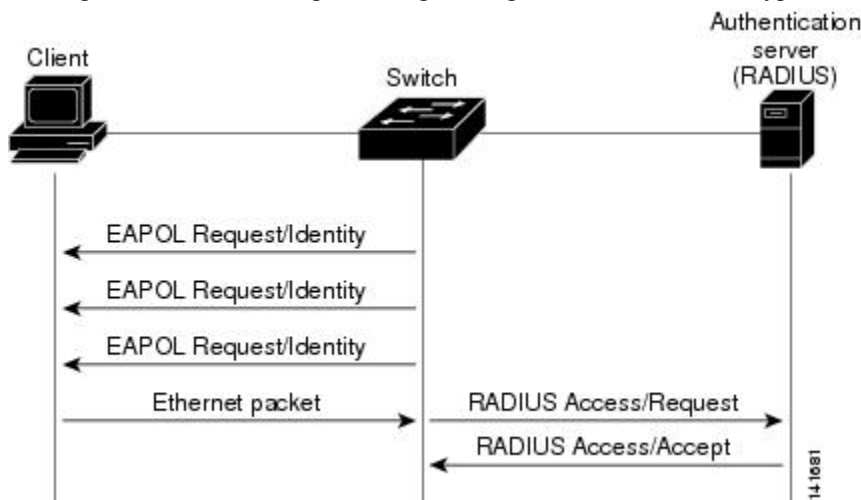 Client
Switch
Authentication
server
(RADIUS)
EAPOL Request/Identity
EAPOL Request/Identity
EAPOL Request/Identity
Ethernet packet
RADIUS Access/Request
RADIUS Access/Accept
141681